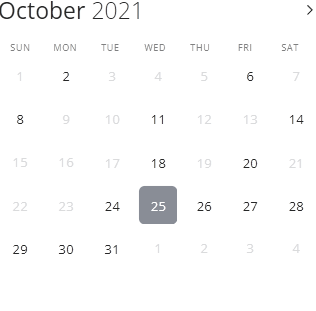 October 2021
SUN MON TUE WED THU FRI SAT
1 2 3 4 5 6 7
8 9 10 11 12 13 14
15 16 17 18 19 20 21
22 23 24 25 26 27 28
29 30 31 1 2 3 4